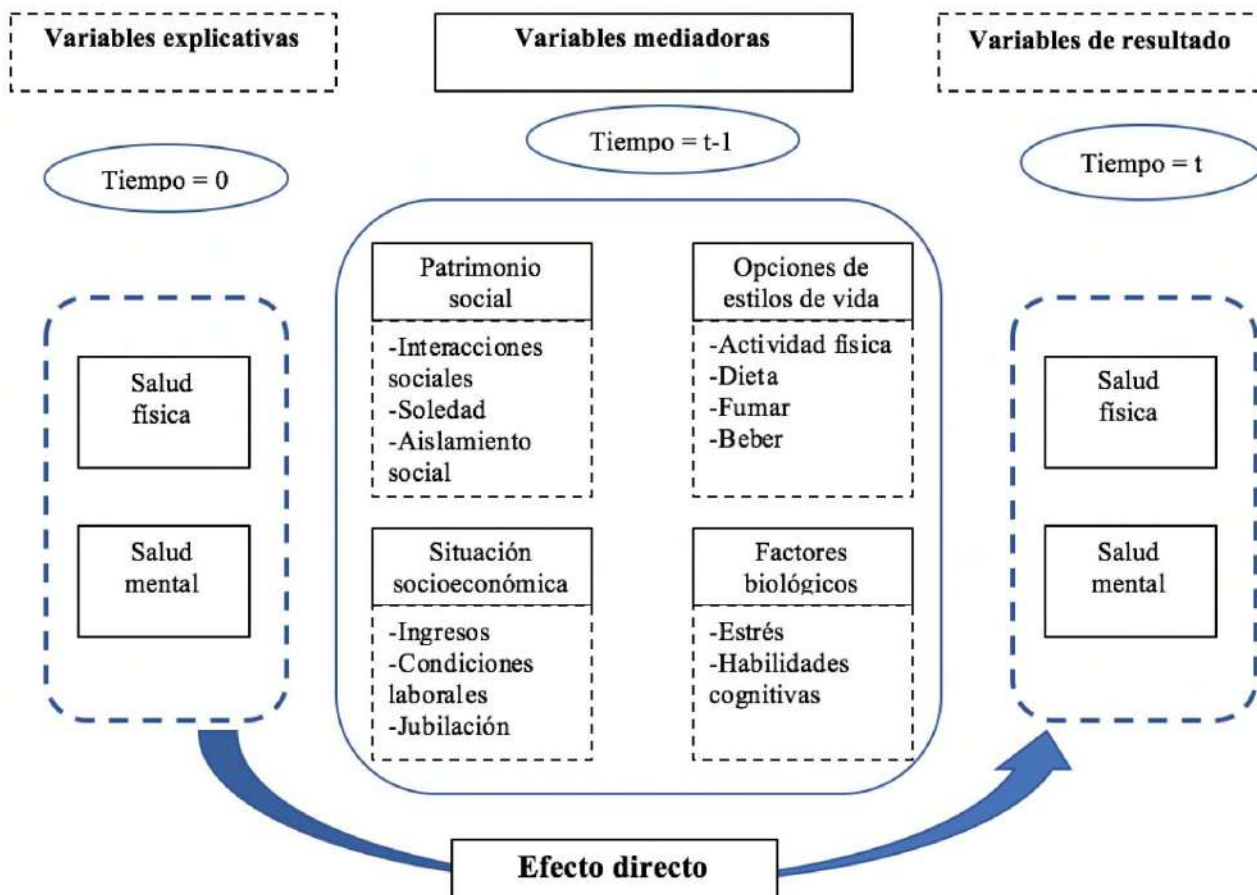 Variables explicativas
Variables mediadoras
Variables de resultado
Tiempo = 0
Tiempo = t-1
Tiempo = t
Salud
física
Salud
mental
Patrimonio
social
-Interacciones
sociales
-Soledad
-Aislamiento
social
Opciones de
estilos de vida
-Actividad física
-Dieta
-Fumar
-Beber
Situación
socioeconómica
-Ingresos
-Condiciones
laborales
-Jubilación
Factores
biológicos
-Estrés
-Habilidades
cognitivas
Salud
física
Salud
mental
Efecto directo